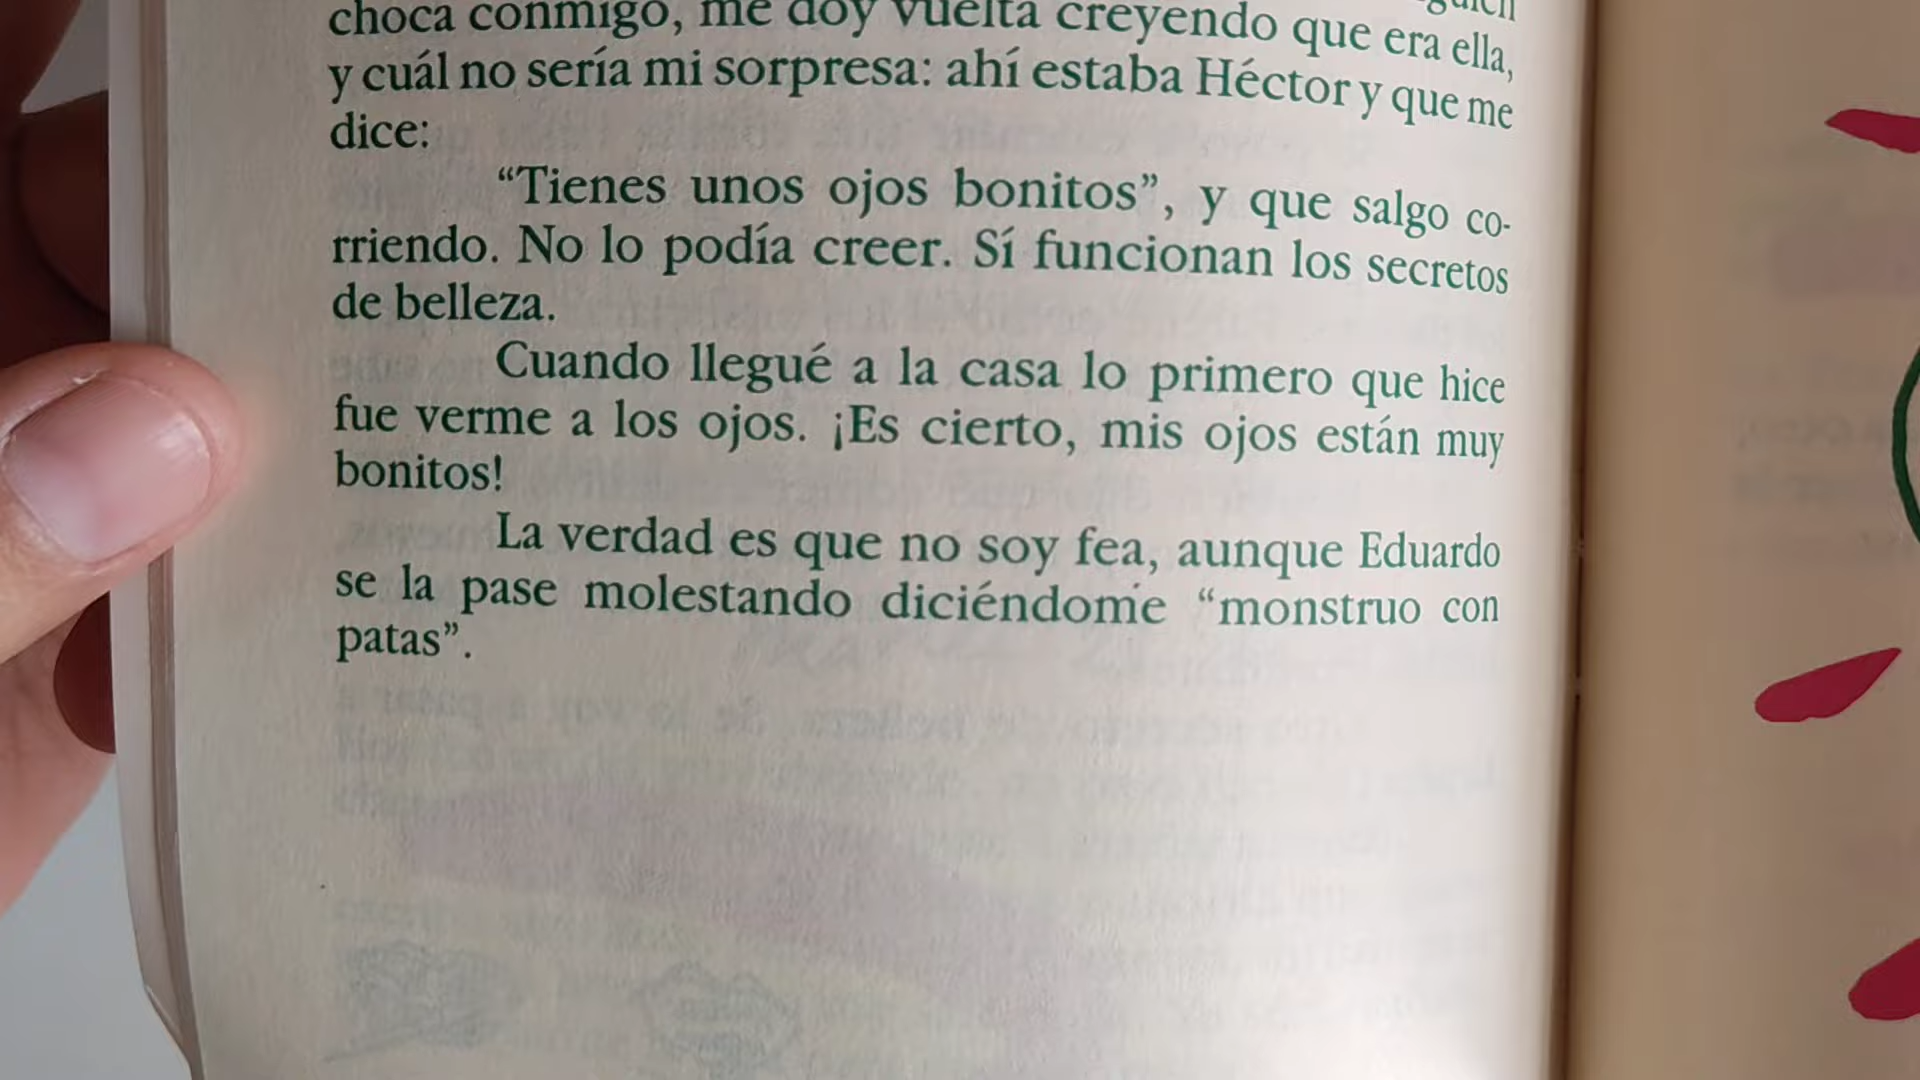 choca conmigo, me doy vuelta creyendo que era ella,
y cuál no sería mi sorpresa: ahí estaba Héctor y que me
dice:
“Tienes unos ojos bonitos”, y que salgo co-
rriendo. No lo podía creer. Sí funcionan los secretos
de belleza.
Cuando llegué a la casa lo primero que hice
fue verme a los ojos. ¡Es cierto, mis ojos están muy
bonitos!
La verdad es que no soy fea, aunque Eduardo
se la pase molestando diciéndome “monstruo con
patas”.